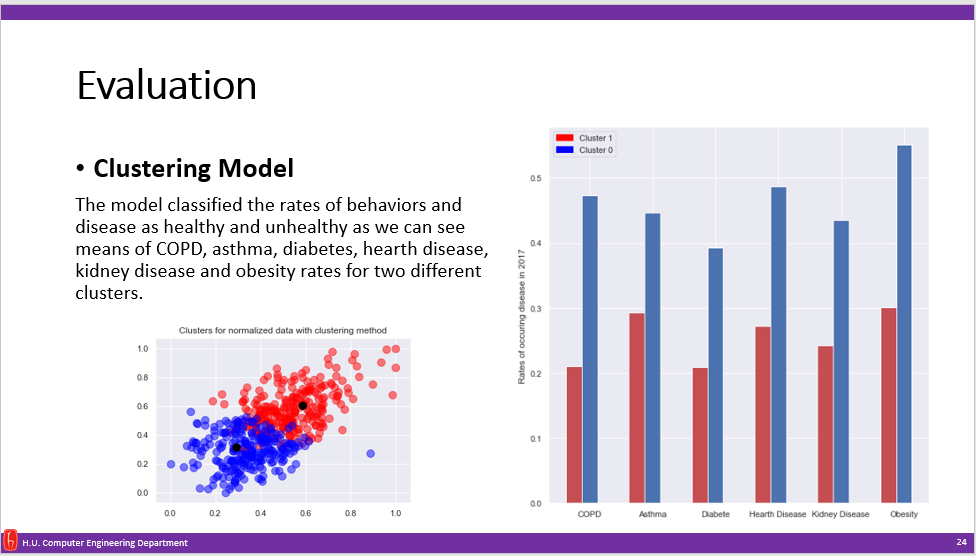 Evaluation
• Clustering Model
The model classified the rates of behaviors and
disease as healthy and unhealthy as we can see
means of COPD, asthma, diabetes, hearth disease,
kidney disease and obesity rates for two different
clusters.
Clusters for normalized data with clustering method
1.0
0.8
0.6
0.4
0.2
0.0
0.0 0.2 0.4 0.6 0.8 1.0
Cluster 1
Cluster 0
Rates of occuring disease in 2017
0.5
0.4
0.3
0.2
0.1
0.0
COPD Asthma Diabete Hearth Disease Kidney Disease Obesity
H.U. Computer Engineering Department
24